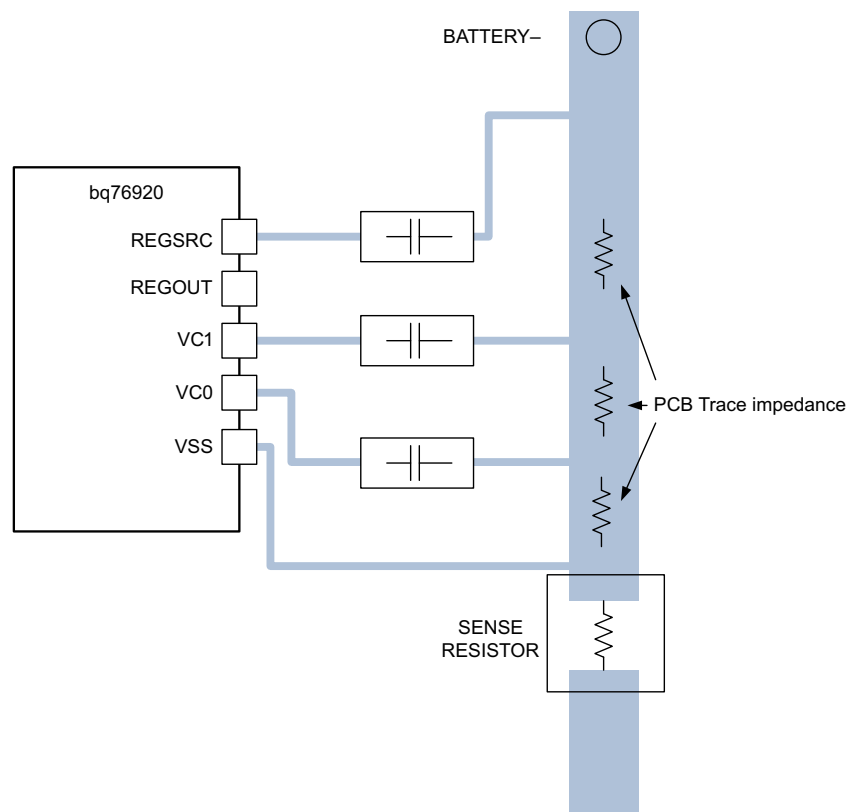 BATTERY–
bq76920
REGSRC
REGOUT
VC1
VC0
VSS
PCB Trace impedance
SENSE
RESISTOR